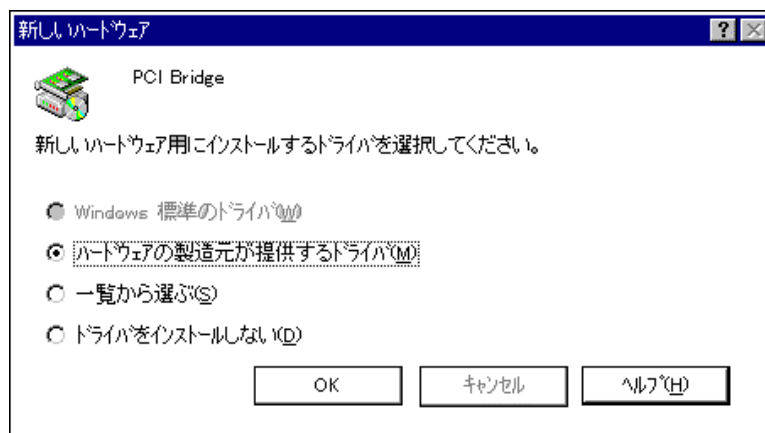 新しいハードウェア
PCI Bridge
新しいハードウェア用にインストールするドライバを選択してください。
Windows 標準のドライバ(W)
ハードウェアの製造元が提供するドライバ(M)
一覧から選ぶ(S)
ドライバをインストールしない(D)
OK キャンセル ヘルプ(H)